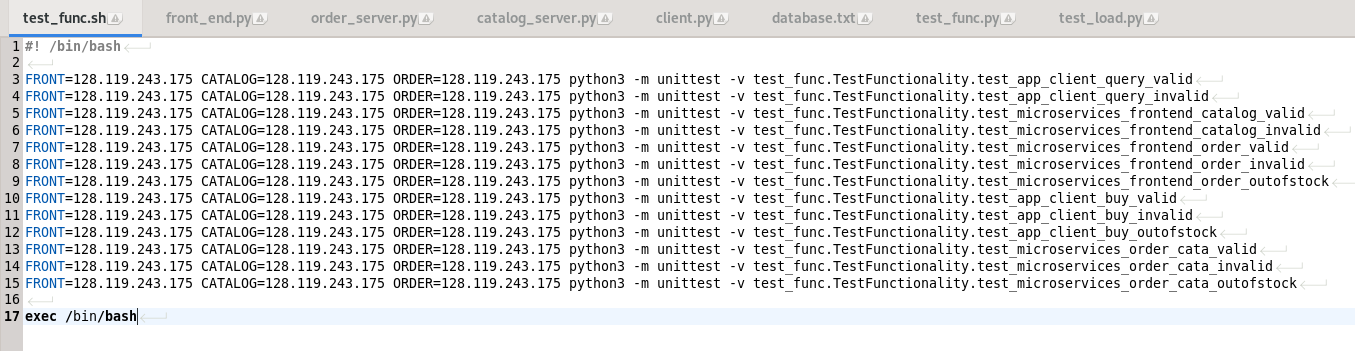 test_func.sh front_end.py order_server.py catalog_server.py client.py database.txt test_func.py test_load.py
1 #! /bin/bash
2
3 FRONT=128.119.243.175 CATALOG=128.119.243.175 ORDER=128.119.243.175 python3 -m unittest -v test_func.TestFunctionality.test_app_client_query_valid
4 FRONT=128.119.243.175 CATALOG=128.119.243.175 ORDER=128.119.243.175 python3 -m unittest -v test_func.TestFunctionality.test_app_client_query_invalid
5 FRONT=128.119.243.175 CATALOG=128.119.243.175 ORDER=128.119.243.175 python3 -m unittest -v test_func.TestFunctionality.test_microservices_frontend_catalog_valid
6 FRONT=128.119.243.175 CATALOG=128.119.243.175 ORDER=128.119.243.175 python3 -m unittest -v test_func.TestFunctionality.test_microservices_frontend_catalog_invalid
7 FRONT=128.119.243.175 CATALOG=128.119.243.175 ORDER=128.119.243.175 python3 -m unittest -v test_func.TestFunctionality.test_microservices_frontend_order_valid
8 FRONT=128.119.243.175 CATALOG=128.119.243.175 ORDER=128.119.243.175 python3 -m unittest -v test_func.TestFunctionality.test_microservices_frontend_order_invalid
9 FRONT=128.119.243.175 CATALOG=128.119.243.175 ORDER=128.119.243.175 python3 -m unittest -v test_func.TestFunctionality.test_microservices_frontend_order_outofstock
10 FRONT=128.119.243.175 CATALOG=128.119.243.175 ORDER=128.119.243.175 python3 -m unittest -v test_func.TestFunctionality.test_app_client_buy_valid
11 FRONT=128.119.243.175 CATALOG=128.119.243.175 ORDER=128.119.243.175 python3 -m unittest -v test_func.TestFunctionality.test_app_client_buy_invalid
12 FRONT=128.119.243.175 CATALOG=128.119.243.175 ORDER=128.119.243.175 python3 -m unittest -v test_func.TestFunctionality.test_app_client_buy_outofstock
13 FRONT=128.119.243.175 CATALOG=128.119.243.175 ORDER=128.119.243.175 python3 -m unittest -v test_func.TestFunctionality.test_microservices_order_cata_valid
14 FRONT=128.119.243.175 CATALOG=128.119.243.175 ORDER=128.119.243.175 python3 -m unittest -v test_func.TestFunctionality.test_microservices_order_cata_invalid
15 FRONT=128.119.243.175 CATALOG=128.119.243.175 ORDER=128.119.243.175 python3 -m unittest -v test_func.TestFunctionality.test_microservices_order_cata_outofstock
16
17 exec /bin/bash